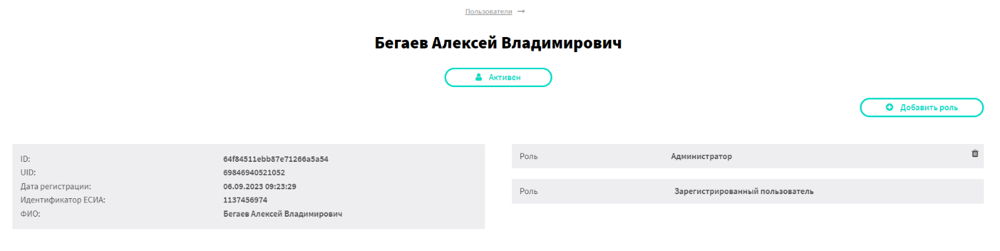 Пользователи →
Бегаев Алексей Владимирович
Активен
Добавить роль
ID: 64f84511ebb87e71266a5a54
UID: 69846940521052
Дата регистрации: 06.09.2023 09:23:29
Идентификатор ЕСИА: 1137456974
ФИО: Бегаев Алексей Владимирович
Роль Администратор
Роль Зарегистрированный пользователь